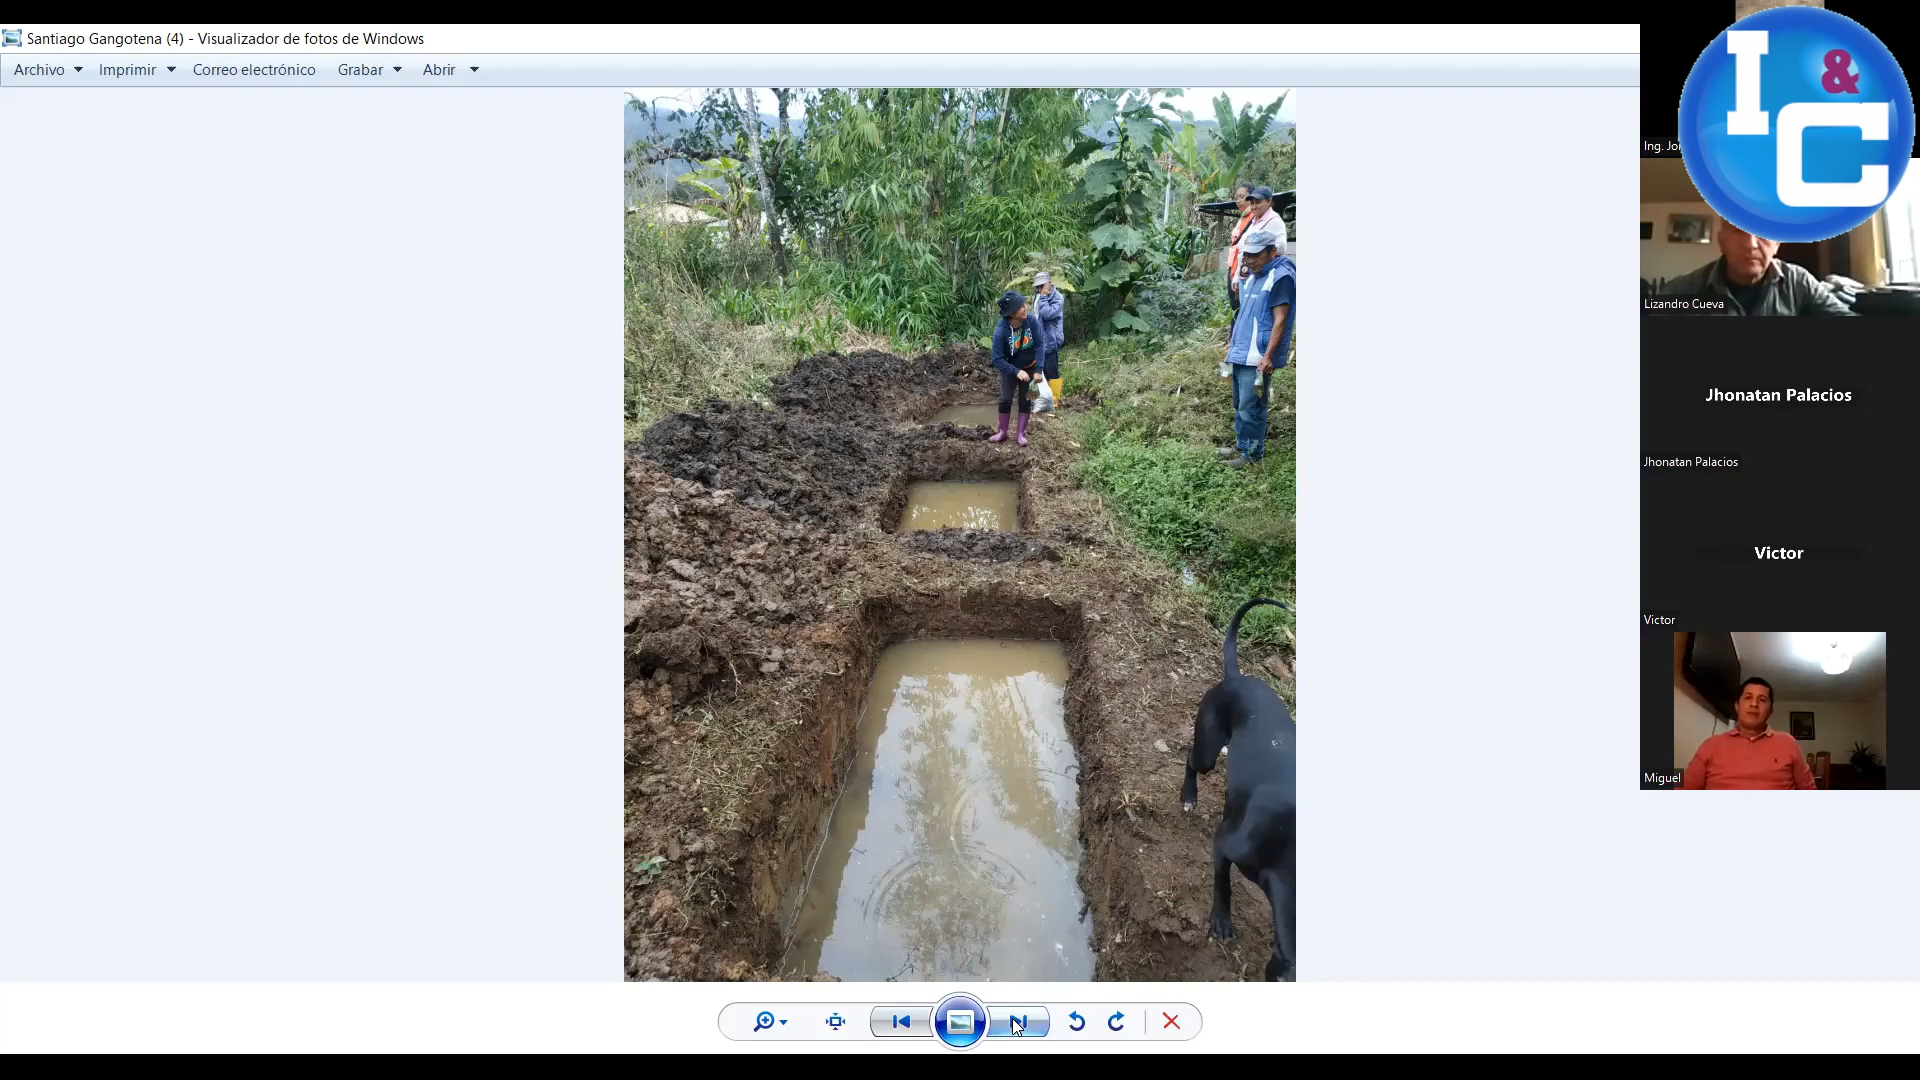 Santiago Gangotena (4) - Visualizador de fotos de Windows
Archivo Imprimir Correo electrónico Grabar Abrir
I & C
Ing.
Lizandro Cueva
Jhonatan Palacios
Jhonatan Palacios
Victor
Victor
Miguel